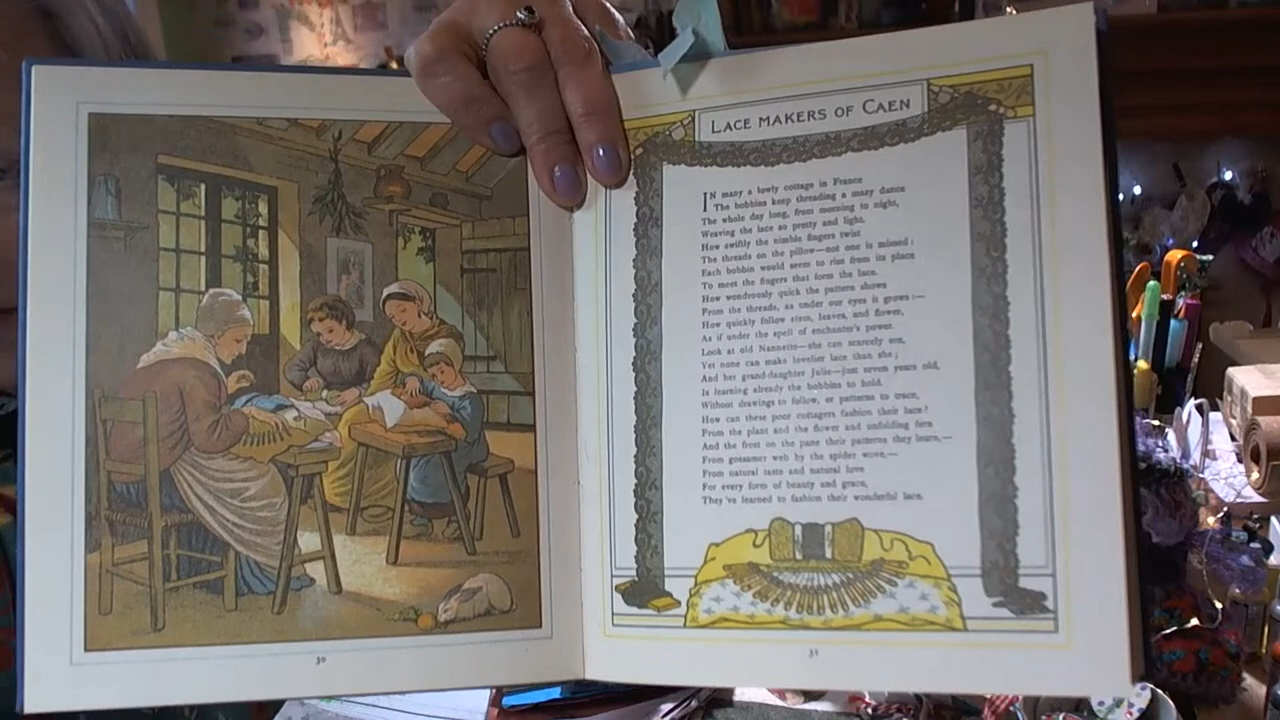 LACE MAKERS OF CAEN
IN many a lowly cottage in France
The bobbins keep threading a mazy dance
The whole day long, from morning to night,
Weaving the lace so pretty and light.
How swiftly the nimble fingers twist
The threads on the pillow—not one is missed:
Each bobbin would seem to rise from its place
To meet the fingers that form the lace.
How wondrously quick the pattern shows
From the threads, as under our eyes it grows:—
How quickly follow stem, leaves, and flower,
As if under the spell of enchanter's power.
Look at old Nannette—she can scarcely see,
Yet none can make lovelier lace than she;
And her grand-daughter Julie—just seven years old,
Is learning already the bobbins to hold.
Without drawings to follow, or patterns to trace,
How can these poor cottagers fashion their lace?
From the plant and the flower and unfolding fern
And the frost on the pane their patterns they learn,—
From gossamer web by the spider wove,—
From natural taste and natural love
For every form of beauty and grace,
They've learned to fashion their wonderful lace.
30
31